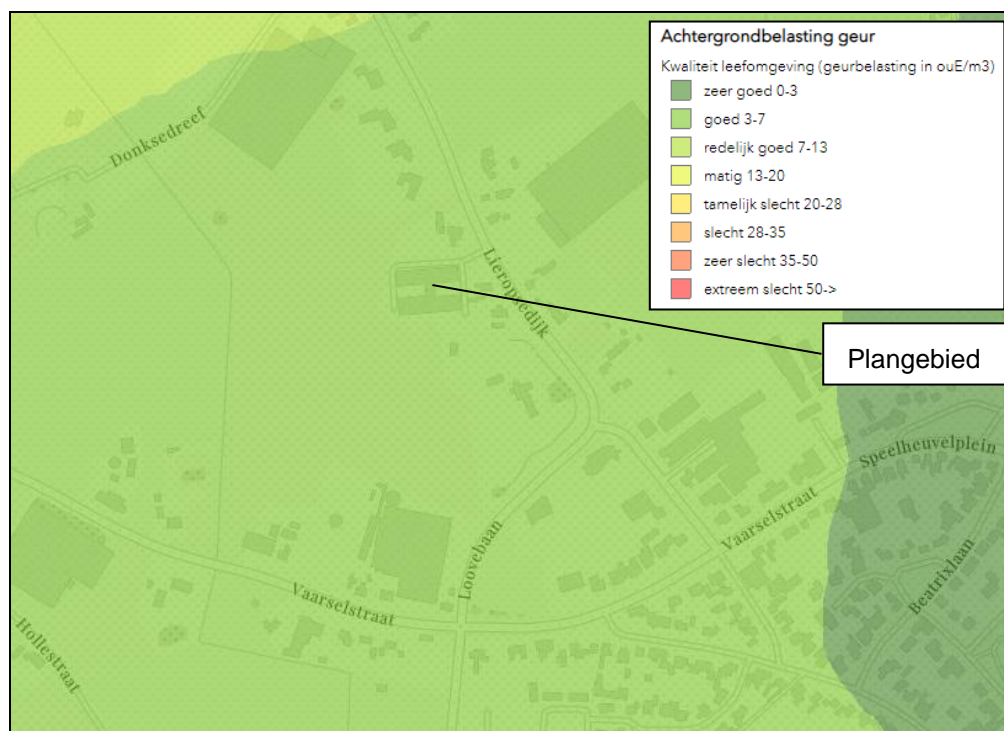 Achtergrondbelasting geur
Kwaliteit leefomgeving (geurbelasting in ouE/m3)
zeer goed 0-3
goed 3-7
redelijk goed 7-13
matig 13-20
tamelijk slecht 20-28
slecht 28-35
zeer slecht 35-50
extreem slecht 50->
Donksedreef
Lieropsedijk
Plangebied
Speelheuvelplein
Vaarselstraat
Loovebaan
Beatrixlaan
Vaarselstraat
Hollestraat